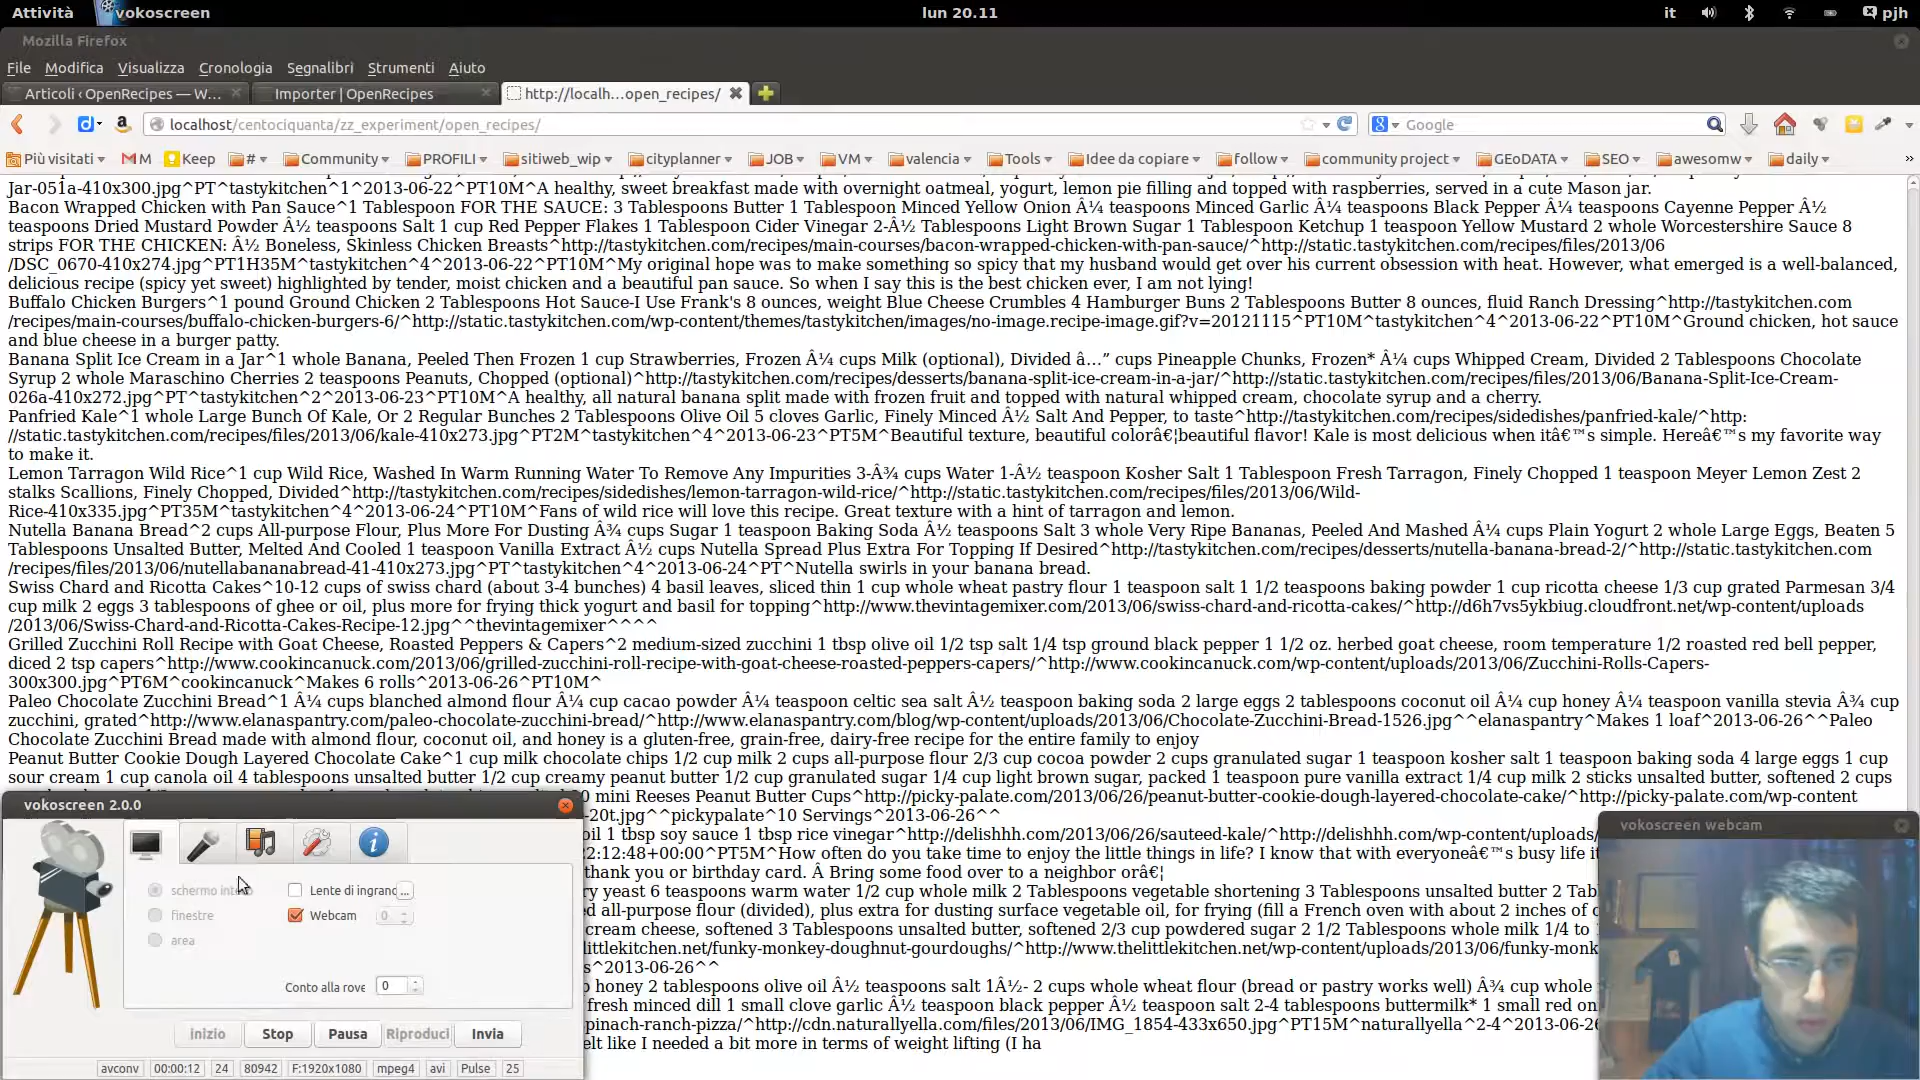 Attività vokoscreen lun 20.11 it pjh
Mozilla Firefox
File Modifica Visualizza Cronologia Segnalibri Strumenti Aiuto
Articoli ‹ OpenRecipes — W... Importer | OpenRecipes http://localh...open_recipes/
localhost/centociquanta/zz_experiment/open_recipes/ Google
Più visitati M Keep # Community PROFILI sitiweb_wip cityplanner JOB VM valencia Tools Idee da copiare follow community project GEoDATA SEO awesomw daily »
Jar-051a-410x300.jpg^PT^tastykitchen^1^2013-06-22^PT10M^A healthy, sweet breakfast made with overnight oatmeal, yogurt, lemon pie filling and topped with raspberries, served in a cute Mason jar.
Bacon Wrapped Chicken with Pan Sauce^1 Tablespoon FOR THE SAUCE: 3 Tablespoons Butter 1 Tablespoon Minced Yellow Onion Â¼ teaspoons Minced Garlic Â¼ teaspoons Black Pepper Â¼ teaspoons Cayenne Pepper Â½
teaspoons Dried Mustard Powder Â½ teaspoons Salt 1 cup Red Pepper Flakes 1 Tablespoon Cider Vinegar 2-Â½ Tablespoons Light Brown Sugar 1 Tablespoon Ketchup 1 teaspoon Yellow Mustard 2 whole Worcestershire Sauce 8
strips FOR THE CHICKEN: Â½ Boneless, Skinless Chicken Breasts^http://tastykitchen.com/recipes/main-courses/bacon-wrapped-chicken-with-pan-sauce/^http://static.tastykitchen.com/recipes/files/2013/06
/DSC_0670-410x274.jpg^PT1H35M^tastykitchen^4^2013-06-22^PT10M^My original hope was to make something so spicy that my husband would get over his current obsession with heat. However, what emerged is a well-balanced,
delicious recipe (spicy yet sweet) highlighted by tender, moist chicken and a beautiful pan sauce. So when I say this is the best chicken ever, I am not lying!
Buffalo Chicken Burgers^1 pound Ground Chicken 2 Tablespoons Hot Sauce-I Use Frank's 8 ounces, weight Blue Cheese Crumbles 4 Hamburger Buns 2 Tablespoons Butter 8 ounces, fluid Ranch Dressing^http://tastykitchen.com
/recipes/main-courses/buffalo-chicken-burgers-6/^http://static.tastykitchen.com/wp-content/themes/tastykitchen/images/no-image.recipe-image.gif?v=20121115^PT10M^tastykitchen^4^2013-06-22^PT10M^Ground chicken, hot sauce
and blue cheese in a burger patty.
Banana Split Ice Cream in a Jar^1 whole Banana, Peeled Then Frozen 1 cup Strawberries, Frozen Â¼ cups Milk (optional), Divided â…” cups Pineapple Chunks, Frozen* Â¼ cups Whipped Cream, Divided 2 Tablespoons Chocolate
Syrup 2 whole Maraschino Cherries 2 teaspoons Peanuts, Chopped (optional)^http://tastykitchen.com/recipes/desserts/banana-split-ice-cream-in-a-jar/^http://static.tastykitchen.com/recipes/files/2013/06/Banana-Split-Ice-Cream-
026a-410x272.jpg^PT^tastykitchen^2^2013-06-23^PT10M^A healthy, all natural banana split made with frozen fruit and topped with natural whipped cream, chocolate syrup and a cherry.
Panfried Kale^1 whole Large Bunch Of Kale, Or 2 Regular Bunches 2 Tablespoons Olive Oil 5 cloves Garlic, Finely Minced Â½ Salt And Pepper, to taste^http://tastykitchen.com/recipes/sidedishes/panfried-kale/^http:
//static.tastykitchen.com/recipes/files/2013/06/kale-410x273.jpg^PT2M^tastykitchen^4^2013-06-23^PT5M^Beautiful texture, beautiful colorâ€¦beautiful flavor! Kale is most delicious when itâ€™s simple. Hereâ€™s my favorite way
to make it.
Lemon Tarragon Wild Rice^1 cup Wild Rice, Washed In Warm Running Water To Remove Any Impurities 3-Â¾ cups Water 1-Â½ teaspoon Kosher Salt 1 Tablespoon Fresh Tarragon, Finely Chopped 1 teaspoon Meyer Lemon Zest 2
stalks Scallions, Finely Chopped, Divided^http://tastykitchen.com/recipes/sidedishes/lemon-tarragon-wild-rice/^http://static.tastykitchen.com/recipes/files/2013/06/Wild-
Rice-410x335.jpg^PT35M^tastykitchen^4^2013-06-24^PT10M^Fans of wild rice will love this recipe. Great texture with a hint of tarragon and lemon.
Nutella Banana Bread^2 cups All-purpose Flour, Plus More For Dusting Â¾ cups Sugar 1 teaspoon Baking Soda Â½ teaspoons Salt 3 whole Very Ripe Bananas, Peeled And Mashed Â¼ cups Plain Yogurt 2 whole Large Eggs, Beaten 5
Tablespoons Unsalted Butter, Melted And Cooled 1 teaspoon Vanilla Extract Â½ cups Nutella Spread Plus Extra For Topping If Desired^http://tastykitchen.com/recipes/desserts/nutella-banana-bread-2/^http://static.tastykitchen.com
/recipes/files/2013/06/nutellabananabread-41-410x273.jpg^PT^tastykitchen^4^2013-06-24^PT^Nutella swirls in your banana bread.
Swiss Chard and Ricotta Cakes^10-12 cups of swiss chard (about 3-4 bunches) 4 basil leaves, sliced thin 1 cup whole wheat pastry flour 1 teaspoon salt 1 1/2 teaspoons baking powder 1 cup ricotta cheese 1/3 cup grated Parmesan 3/4
cup milk 2 eggs 3 tablespoons of ghee or oil, plus more for frying thick yogurt and basil for topping^http://www.thevintagemixer.com/2013/06/swiss-chard-and-ricotta-cakes/^http://d6h7vs5ykbiug.cloudfront.net/wp-content/uploads
/2013/06/Swiss-Chard-and-Ricotta-Cakes-Recipe-12.jpg^^thevintagemixer^^^^
Grilled Zucchini Roll Recipe with Goat Cheese, Roasted Peppers & Capers^2 medium-sized zucchini 1 tbsp olive oil 1/2 tsp salt 1/4 tsp ground black pepper 1 1/2 oz. herbed goat cheese, room temperature 1/2 roasted red bell pepper,
diced 2 tsp capers^http://www.cookincanuck.com/2013/06/grilled-zucchini-roll-recipe-with-goat-cheese-roasted-peppers-capers/^http://www.cookincanuck.com/wp-content/uploads/2013/06/Zucchini-Rolls-Capers-
300x300.jpg^PT6M^cookincanuck^Makes 6 rolls^2013-06-26^PT10M^
Paleo Chocolate Zucchini Bread^1 Â¼ cups blanched almond flour Â¼ cup cacao powder Â¼ teaspoon celtic sea salt Â½ teaspoon baking soda 2 large eggs 2 tablespoons coconut oil Â¼ cup honey Â¼ teaspoon vanilla stevia Â¾ cup
zucchini, grated^http://www.elanaspantry.com/paleo-chocolate-zucchini-bread/^http://www.elanaspantry.com/blog/wp-content/uploads/2013/06/Chocolate-Zucchini-Bread-1526.jpg^^elanaspantry^Makes 1 loaf^2013-06-26^^Paleo
Chocolate Zucchini Bread made with almond flour, coconut oil, and honey is a gluten-free, grain-free, dairy-free recipe for the entire family to enjoy
Peanut Butter Cookie Dough Layered Chocolate Cake^1 cup milk chocolate chips 1/2 cup milk 2 cups all-purpose flour 2/3 cup cocoa powder 2 cups granulated sugar 1 teaspoon kosher salt 1 teaspoon baking soda 4 large eggs 1 cup
sour cream 1 cup canola oil 4 tablespoons unsalted butter 1/2 cup creamy peanut butter 1/2 cup granulated sugar 1/4 cup light brown sugar, packed 1 teaspoon pure vanilla extract 1/4 cup milk 2 sticks unsalted butter, softened 2 cups
0 mini Reeses Peanut Butter Cups^http://picky-palate.com/2013/06/26/peanut-butter-cookie-dough-layered-chocolate-cake/^http://picky-palate.com/wp-content
-20t.jpg^^pickypalate^10 Servings^2013-06-26^^
oil 1 tbsp soy sauce 1 tbsp rice vinegar^http://delishhh.com/2013/06/26/sauteed-kale/^http://delishhh.com/wp-content/uploads/
22:12:48+00:00^PT5M^How often do you take time to enjoy the little things in life? I know that with everyoneâ€™s busy life it
thank you or birthday card. Â Bring some food over to a neighbor orâ€¦
ry yeast 6 teaspoons warm water 1/2 cup whole milk 2 Tablespoons vegetable shortening 3 Tablespoons unsalted butter 2 Tab
d all-purpose flour (divided), plus extra for dusting surface vegetable oil, for frying (fill a French oven with about 2 inches of
cream cheese, softened 3 Tablespoons unsalted butter, softened 2/3 cup powdered sugar 2 1/2 Tablespoons whole milk 1/4 to
littlekitchen.net/funky-monkey-doughnut-gourdoughs/^http://www.thelittlekitchen.net/wp-content/uploads/2013/06/funky-monk
s^2013-06-26^^
honey 2 tablespoons olive oil Â½ teaspoons salt 1Â½- 2 cups whole wheat flour (bread or pastry works well) Â¾ cup whole
fresh minced dill 1 small clove garlic Â½ teaspoon black pepper Â½ teaspoon salt 2-4 tablespoons buttermilk* 1 small red on
pinach-ranch-pizza/^http://cdn.naturallyella.com/files/2013/06/IMG_1854-433x650.jpg^PT15M^naturallyella^2-4^2013-06-26
elt like I needed a bit more in terms of weight lifting (I ha
vokoscreen 2.0.0
schermo int Lente di ingranc ...
finestre Webcam 0
area
Conto alla rove 0
Inizio Stop Pausa Riproduci Invia
avconv 00:00:12 24 80942 F:1920x1080 mpeg4 avi Pulse 25
vokoscreen webcam